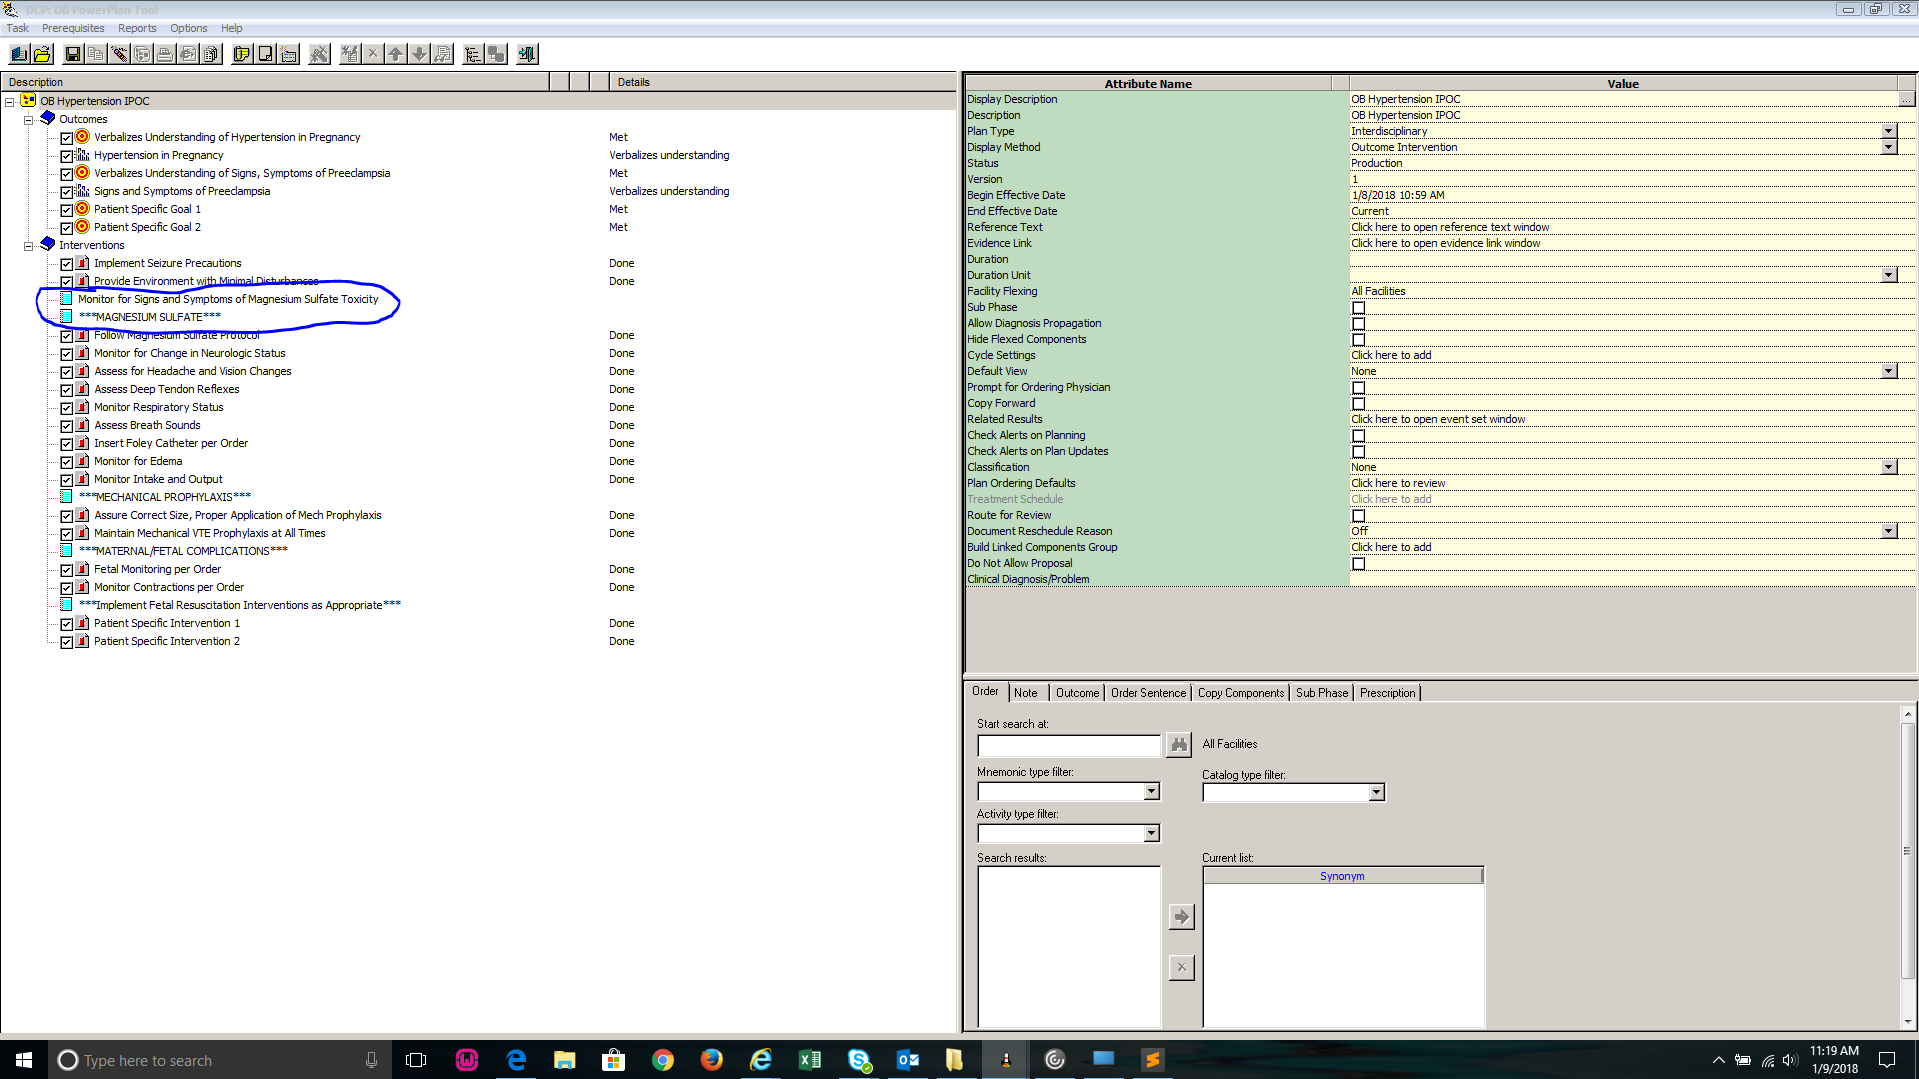 DCP: DB PowerPlan Tool
Task Prerequisites Reports Options Help
Description Details
OB Hypertension IPOC
Outcomes
Verbalizes Understanding of Hypertension in Pregnancy Met
Hypertension in Pregnancy Verbalizes understanding
Verbalizes Understanding of Signs, Symptoms of Preeclampsia Met
Signs and Symptoms of Preeclampsia Verbalizes understanding
Patient Specific Goal 1 Met
Patient Specific Goal 2 Met
Interventions
Implement Seizure Precautions Done
Provide Environment with Minimal Disturbances Done
Monitor for Signs and Symptoms of Magnesium Sulfate Toxicity
***MAGNESIUM SULFATE***
Follow Magnesium Sulfate Protocol Done
Monitor for Change in Neurologic Status Done
Assess for Headache and Vision Changes Done
Assess Deep Tendon Reflexes Done
Monitor Respiratory Status Done
Assess Breath Sounds Done
Insert Foley Catheter per Order Done
Monitor for Edema Done
Monitor Intake and Output Done
***MECHANICAL PROPHYLAXIS***
Assure Correct Size, Proper Application of Mech Prophylaxis Done
Maintain Mechanical VTE Prophylaxis at All Times Done
***MATERNAL/FETAL COMPLICATIONS***
Fetal Monitoring per Order Done
Monitor Contractions per Order Done
***Implement Fetal Resuscitation Interventions as Appropriate***
Patient Specific Intervention 1 Done
Patient Specific Intervention 2 Done
Attribute Name Value
Display Description OB Hypertension IPOC ...
Description OB Hypertension IPOC
Plan Type Interdisciplinary
Display Method Outcome Intervention
Status Production
Version 1
Begin Effective Date 1/8/2018 10:59 AM
End Effective Date Current
Reference Text Click here to open reference text window
Evidence Link Click here to open evidence link window
Duration
Duration Unit
Facility Flexing All Facilities
Sub Phase
Allow Diagnosis Propagation
Hide Flexed Components
Cycle Settings Click here to add
Default View None
Prompt for Ordering Physician
Copy Forward
Related Results Click here to open event set window
Check Alerts on Planning
Check Alerts on Plan Updates
Classification None
Plan Ordering Defaults Click here to review
Treatment Schedule Click here to add
Route for Review
Document Reschedule Reason Off
Build Linked Components Group Click here to add
Do Not Allow Proposal
Clinical Diagnosis/Problem
Order Note Outcome Order Sentence Copy Components Sub Phase Prescription
Start search at:
All Facilities
Mnemonic type filter: Catalog type filter:
Activity type filter:
Search results: Current list:
Synonym
Type here to search
11:19 AM
1/9/2018